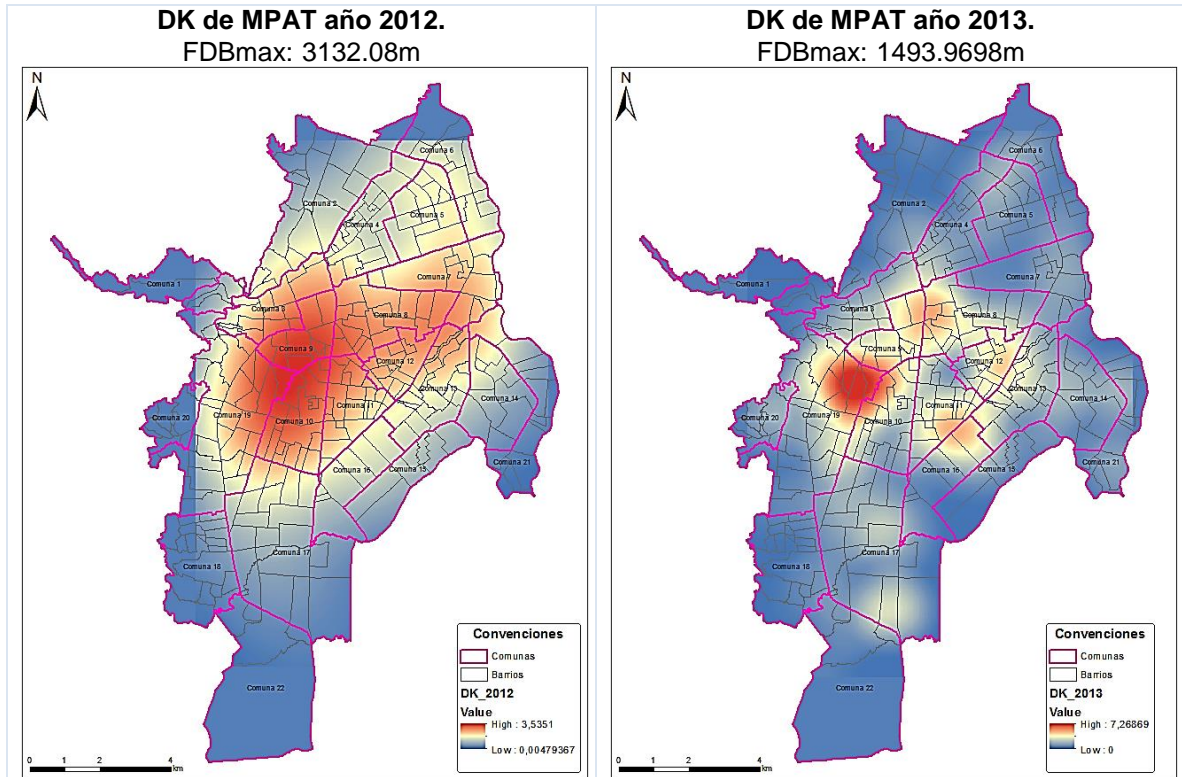 DK de MPAT año 2012.
FDBmax: 3132.08m
N
Comuna 6
Comuna 2
Comuna 5
Comuna 4
Comuna 1
Comuna 7
Comuna 3
Comuna 8
Comuna 9
Comuna 12
Comuna 13
Comuna 14
Comuna 20
Comuna 19
Comuna 11
Comuna 10
Comuna 21
Comuna 16
Comuna 15
Comuna 17
Comuna 18
Comuna 22
Convenciones
Comunas
Barrios
DK_2012
Value
High : 3,5351
Low : 0,00479367
0 1 2 4
km
DK de MPAT año 2013.
FDBmax: 1493.9698m
N
Comuna 6
Comuna 2
Comuna 5
Comuna 4
Comuna 1
Comuna 7
Comuna 3
Comuna 8
Comuna 9
Comuna 12
Comuna 13
Comuna 14
Comuna 20
Comuna 19
Comuna 11
Comuna 10
Comuna 21
Comuna 16
Comuna 15
Comuna 17
Comuna 18
Comuna 22
Convenciones
Comunas
Barrios
DK_2013
Value
High : 7,26869
Low : 0
0 1 2 4
km